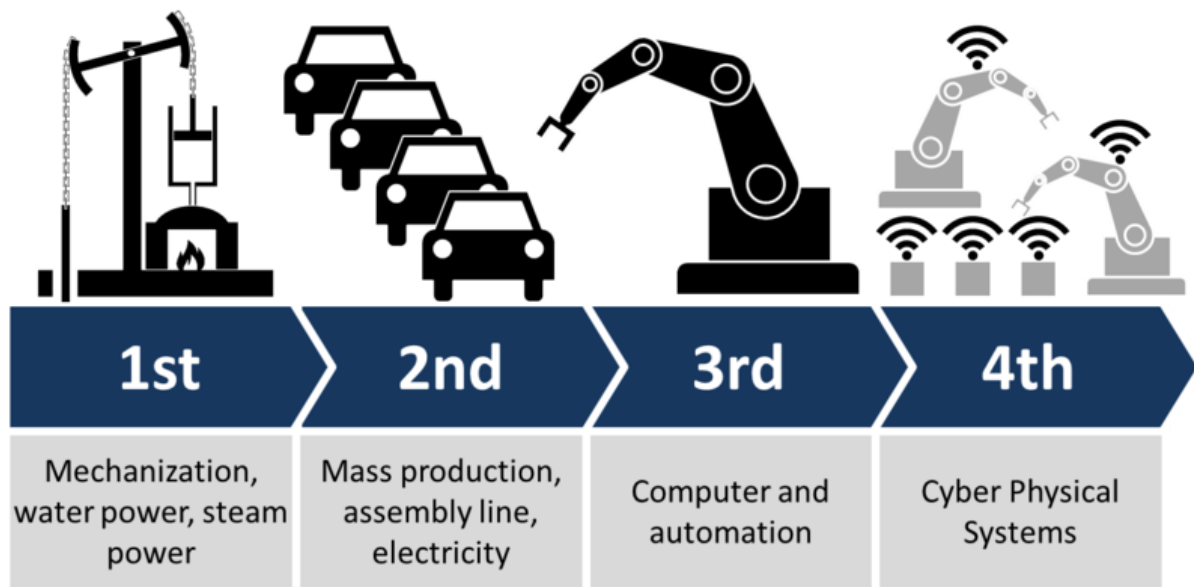 1st
2nd
3rd
4th
Mechanization,
water power, steam
power
Mass production,
assembly line,
electricity
Computer and
automation
Cyber Physical
Systems